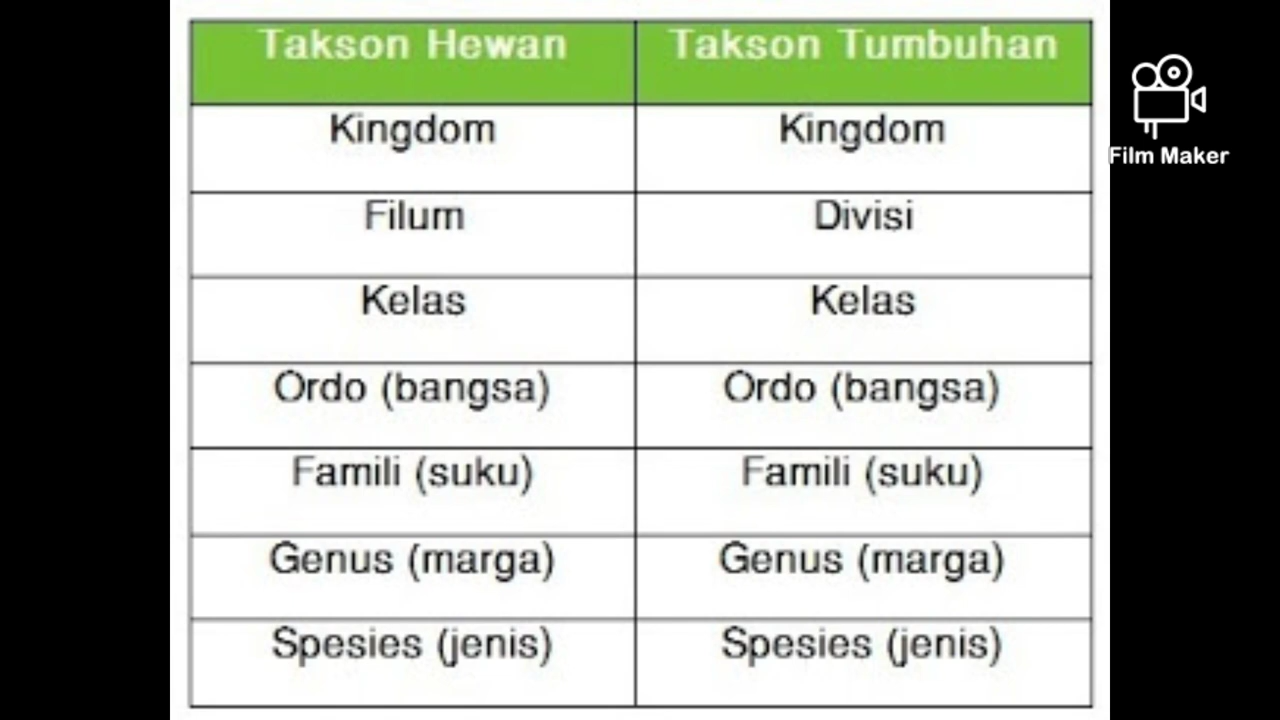 Takson Hewan Takson Tumbuhan
Kingdom Kingdom
Filum Divisi
Kelas Kelas
Ordo (bangsa) Ordo (bangsa)
Famili (suku) Famili (suku)
Genus (marga) Genus (marga)
Spesies (jenis) Spesies (jenis)
Film Maker